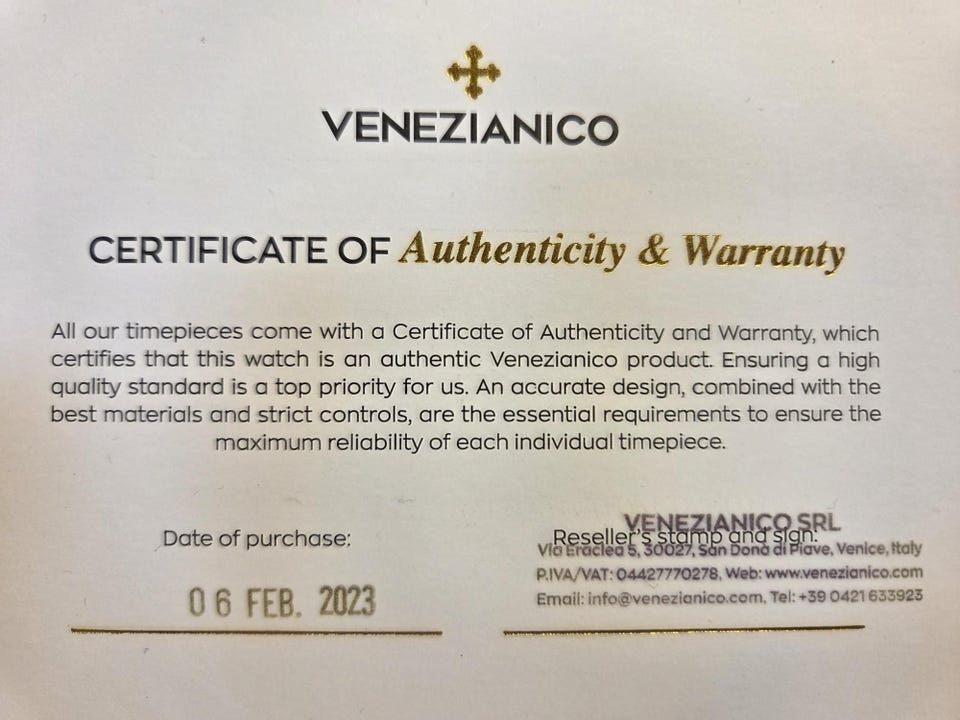 VENEZIANICO
CERTIFICATE OF Authenticity & Warranty
All our timepieces come with a Certificate of Authenticity and Warranty, which
certifies that this watch is an authentic Venezianico product. Ensuring a high
quality standard is a top priority for us. An accurate design, combined with the
best materials and strict controls, are the essential requirements to ensure the
maximum reliability of each individual timepiece.
Date of purchase:
06 FEB. 2023
Reseller's stamp and sign:
VENEZIANICO SRL
Via Eraclea 5, 30027, San Donà di Piave, Venice, Italy
P.IVA/VAT: 04427770278, Web: www.venezianico.com
Email: info@venezianico.com, Tel: +39 0421 633923